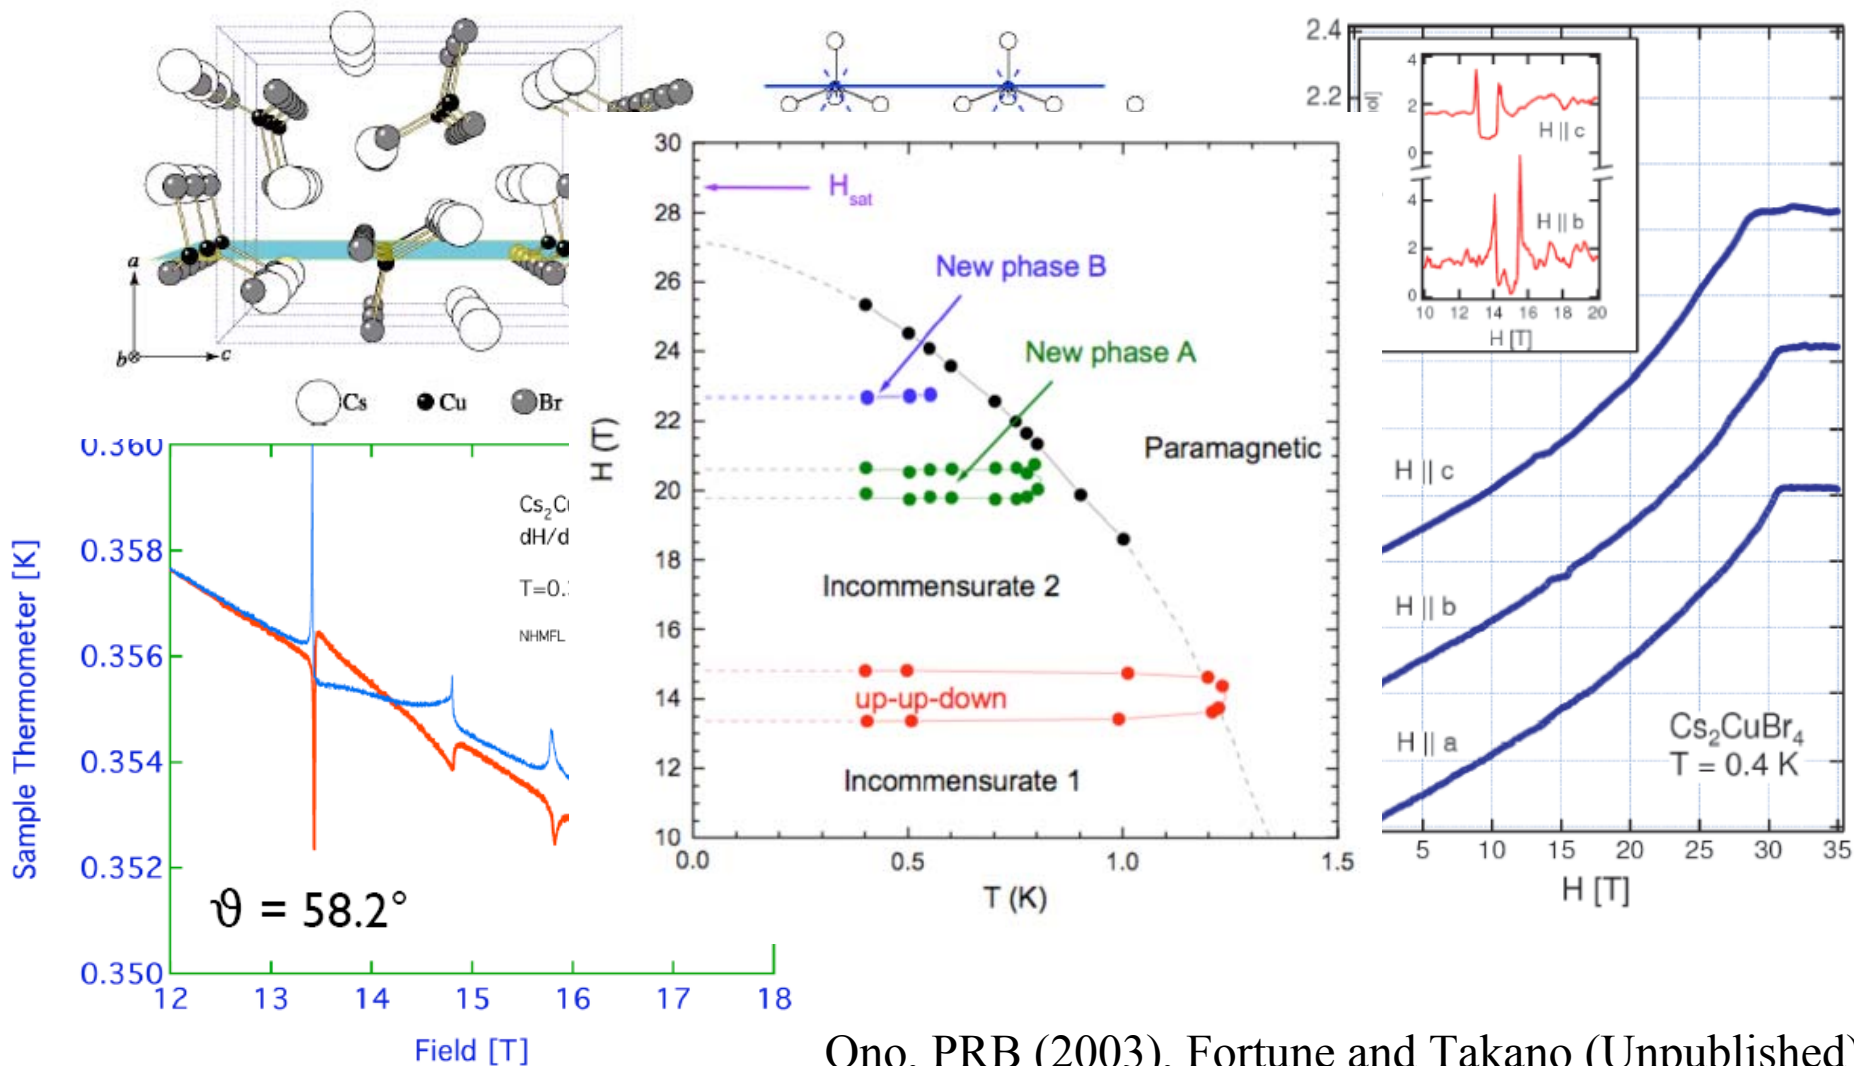 a
b
c
Cs
Cu
Br
0.360
0.358
0.356
0.354
0.352
0.350
12
13
14
15
16
17
18
Sample Thermometer [K]
Field [T]
dH/d
NHMFL
ϑ = 58.2°
30
28
26
24
22
20
18
16
14
12
10
H (T)
H_sat
New phase B
New phase A
Paramagnetic
Incommensurate 2
up-up-down
Incommensurate 1
0.0
0.5
1.0
1.5
T (K)
2.4
2.2
4
2
0
H || c
4
2
0
H || b
10 12 14 16 18 20
H [T]
H || c
H || b
H || a
Cs₂CuBr₄
T = 0.4 K
5 10 15 20 25 30 35
H [T]
Ono, PRB (2003), Fortune and Takano (Unpublished)